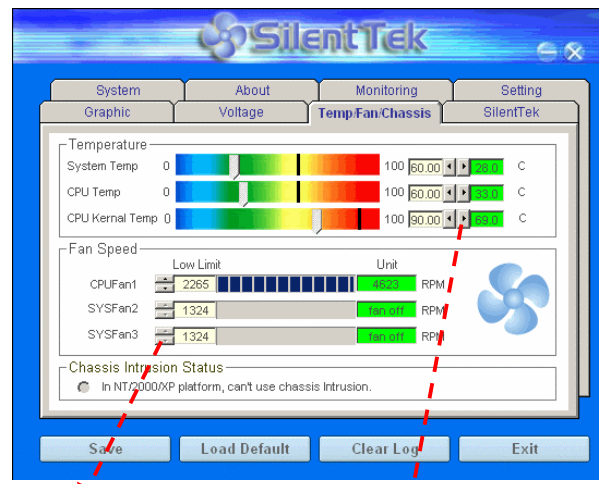 SilentTek
System About Monitoring Setting
Graphic Voltage Temp/Fan/Chassis SilentTek
Temperature
System Temp 0 100 60.00 28.0 C
CPU Temp 0 100 60.00 33.0 C
CPU Kernal Temp 0 100 90.00 69.0 C
Fan Speed
Low Limit Unit
CPUFan1 2265 4623 RPM
SYSFan2 1324 fan off RPM
SYSFan3 1324 fan off RPM
Chassis Intrusion Status
In NT/2000/XP platform, can't use chassis Intrusion.
Save Load Default Clear Log Exit